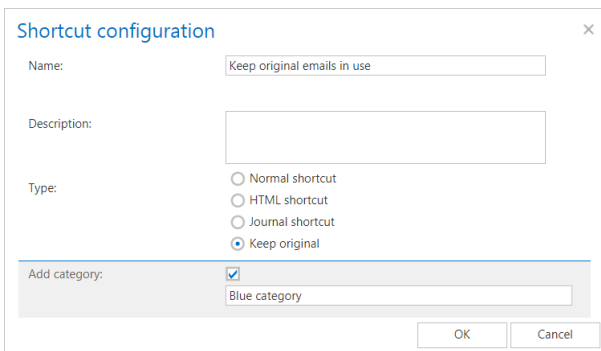 Shortcut configuration
Name: Keep original emails in use
Description:
Type:
Normal shortcut
HTML shortcut
Journal shortcut
Keep original
Add category:
Blue category
OK Cancel